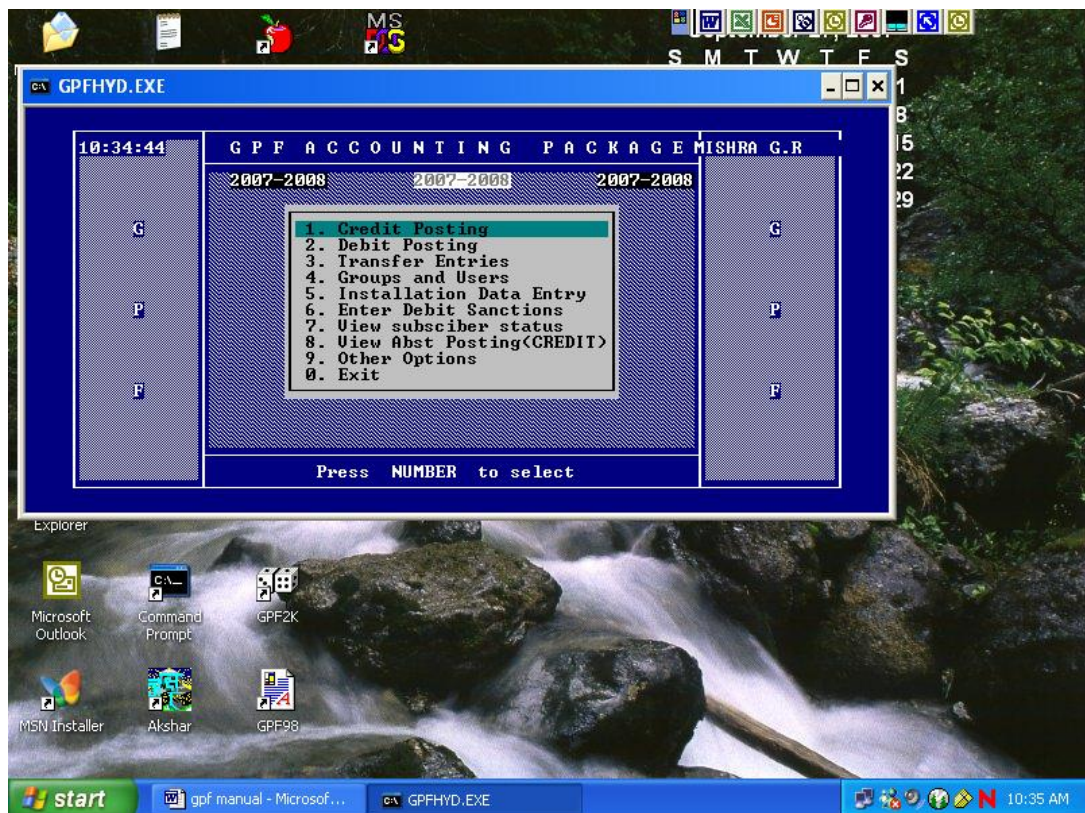 MS
S M T W T F S
GPFHYD.EXE
1
8
15
22
29
10:34:44
G P F A C C O U N T I N G P A C K A G E
MISHRA G.R
2007-2008 2007-2008 2007-2008
G
P
F
1. Credit Posting
2. Debit Posting
3. Transfer Entries
4. Groups and Users
5. Installation Data Entry
6. Enter Debit Sanctions
7. View subsciber status
8. View Abst Posting(CREDIT)
9. Other Options
0. Exit
G
P
F
Press NUMBER to select
Explorer
Microsoft Outlook
Command Prompt
GPF2K
MSN Installer
Akshar
GPF98
start
gpf manual - Microsof...
GPFHYD.EXE
10:35 AM